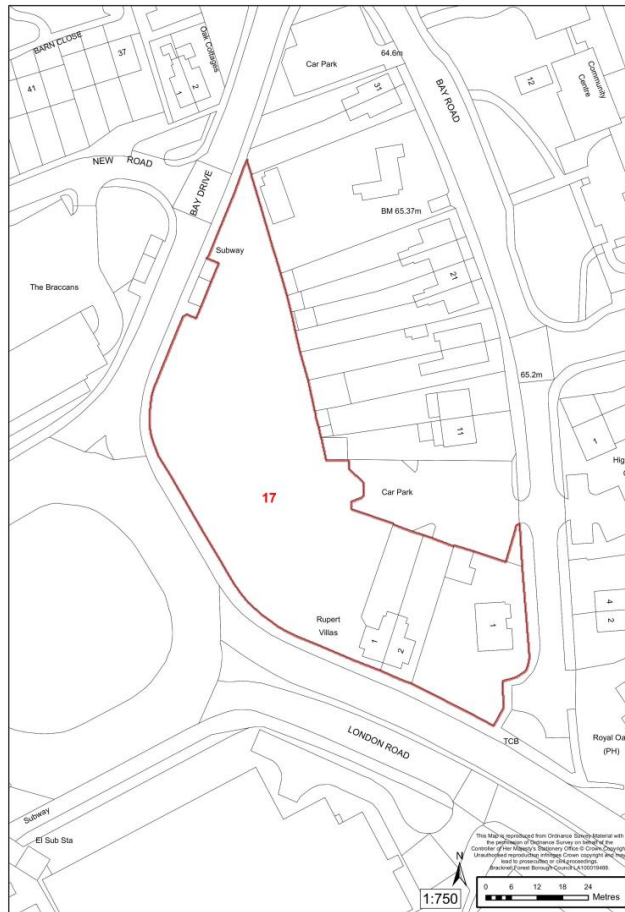 BARN CLOSE
37
41
Oak Cottages
1
2
Car Park
64.6m
31
BAY ROAD
12
Community
Centre
NEW ROAD
BAY DRIVE
BM 65.37m
Subway
The Braccans
21
65.2m
11
1
Hig
Car Park
17
4
2
Rupert
Villas
1
2
1
LONDON ROAD
TCB
Royal Oa
(PH)
Subway
El Sub Sta
This Map is reproduced from Ordnance Survey Material with
the permission of Ordnance Survey on behalf of the
Controller of Her Majesty's Stationery Office © Crown Copyright
Unauthorised reproduction infringes Crown copyright and may
lead to prosecution or civil proceedings.
Bracknell Forest Borough Council LA100019488.
N
1:750
0 3 6 12 18 24
Metres